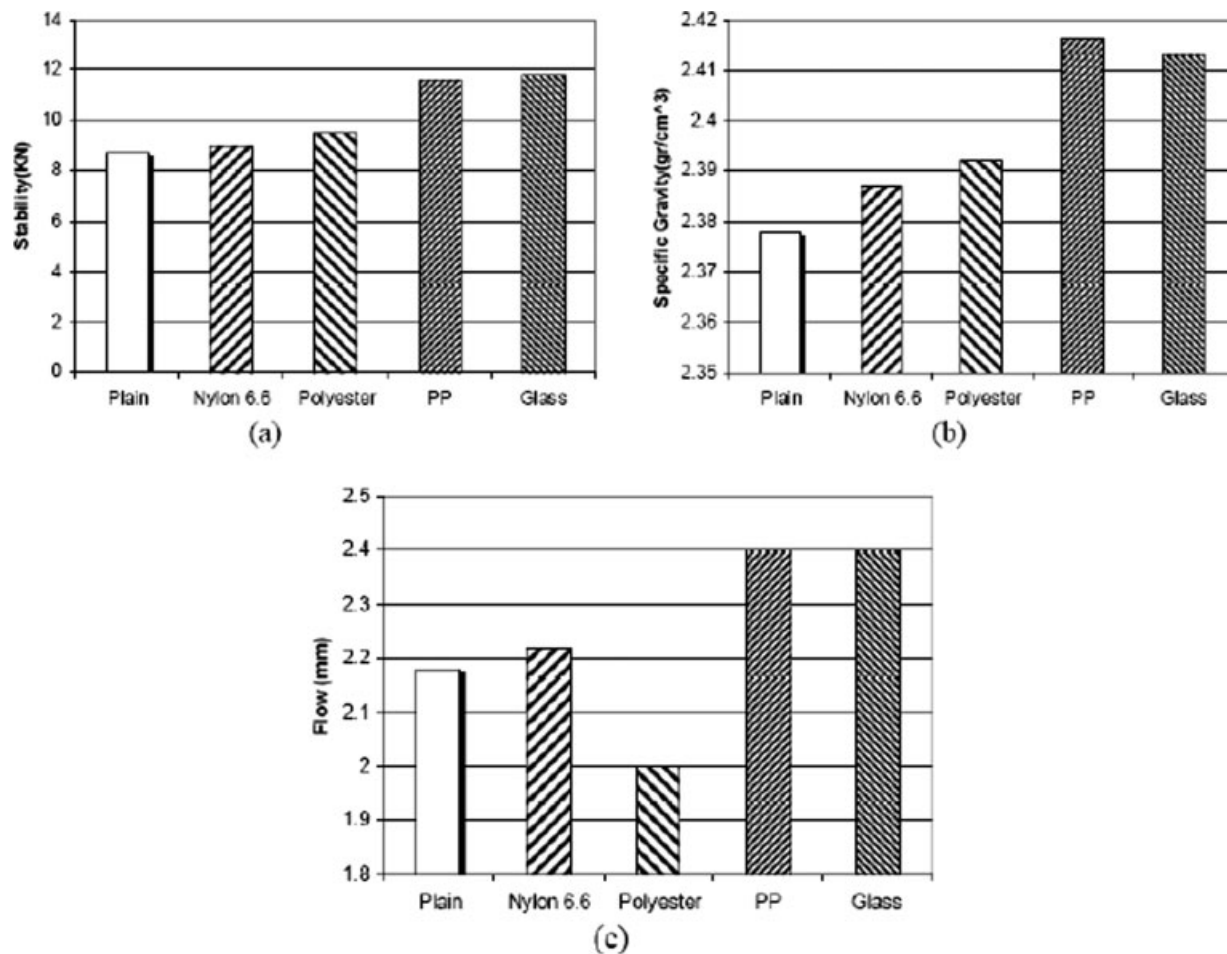 14
12
10
8
6
4
2
0
Stability(KN)
Plain Nylon 6.6 Polyester PP Glass
(a)
2.42
2.41
2.4
2.39
2.38
2.37
2.36
2.35
Specific Gravity(gr/cm^3)
Plain Nylon 6.6 Polyester PP Glass
(b)
2.5
2.4
2.3
2.2
2.1
2
1.9
1.8
Flow (mm)
Plain Nylon 6.6 Polyester PP Glass
(c)